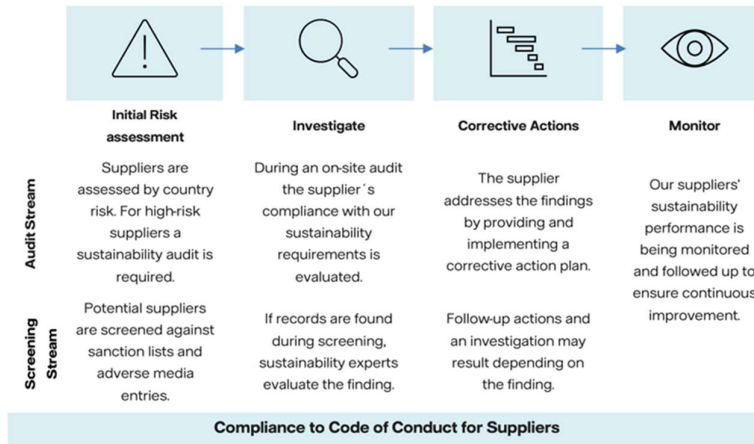 Initial Risk
assessment
Investigate
Corrective Actions
Monitor
Audit Stream
Suppliers are
assessed by country
risk. For high-risk
suppliers a
sustainability audit is
required.
During an on-site audit
the supplier´s
compliance with our
sustainability
requirements is
evaluated.
The supplier
addresses the findings
by providing and
implementing a
corrective action plan.
Our suppliers'
sustainability
performance is
being monitored
and followed up to
ensure continuous
improvement.
Screening
Stream
Potential suppliers
are screened against
sanction lists and
adverse media
entries.
If records are found
during screening,
sustainability experts
evaluate the finding.
Follow-up actions and
an investigation may
result depending on
the finding.
Compliance to Code of Conduct for Suppliers